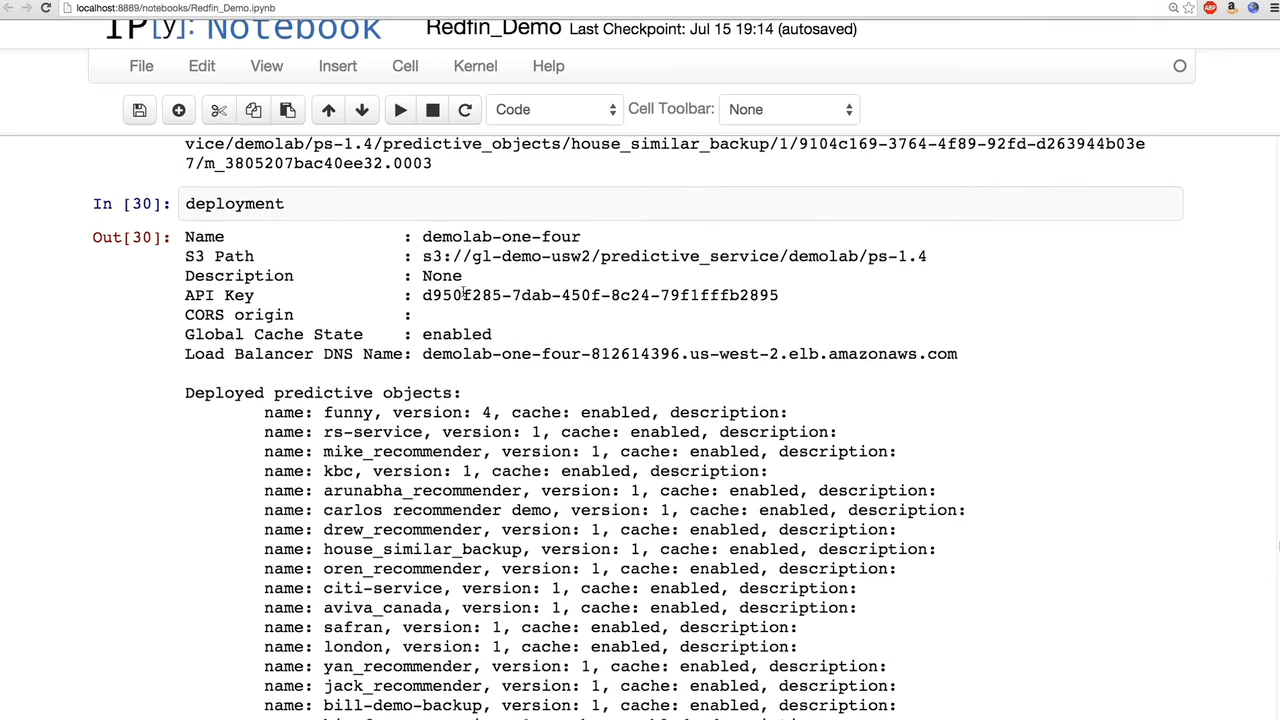 localhost:8889/notebooks/Redfin_Demo.ipynb
IP[y]: Notebook Redfin_Demo Last Checkpoint: Jul 15 19:14 (autosaved)
File Edit View Insert Cell Kernel Help
Code Cell Toolbar: None
vice/demolab/ps-1.4/predictive_objects/house_similar_backup/1/9104c169-3764-4f89-92fd-d263944b03e
7/m_3805207bac40ee32.0003
In [30]: deployment
Out[30]: Name : demolab-one-four
S3 Path : s3://gl-demo-usw2/predictive_service/demolab/ps-1.4
Description : None
API Key : d950f285-7dab-450f-8c24-79f1fffb2895
CORS origin :
Global Cache State : enabled
Load Balancer DNS Name: demolab-one-four-812614396.us-west-2.elb.amazonaws.com
Deployed predictive objects:
name: funny, version: 4, cache: enabled, description:
name: rs-service, version: 1, cache: enabled, description:
name: mike_recommender, version: 1, cache: enabled, description:
name: kbc, version: 1, cache: enabled, description:
name: arunabha_recommender, version: 1, cache: enabled, description:
name: carlos recommender demo, version: 1, cache: enabled, description:
name: drew_recommender, version: 1, cache: enabled, description:
name: house_similar_backup, version: 1, cache: enabled, description:
name: oren_recommender, version: 1, cache: enabled, description:
name: citi-service, version: 1, cache: enabled, description:
name: aviva_canada, version: 1, cache: enabled, description:
name: safran, version: 1, cache: enabled, description:
name: london, version: 1, cache: enabled, description:
name: yan_recommender, version: 1, cache: enabled, description:
name: jack_recommender, version: 1, cache: enabled, description:
name: bill-demo-backup, version: 1, cache: enabled, description: